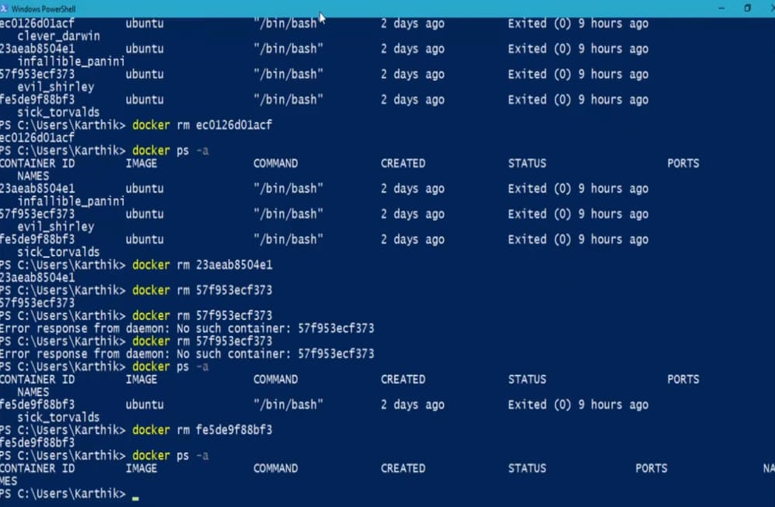 Windows PowerShell
ec0126d01acf ubuntu "/bin/bash" 2 days ago Exited (0) 9 hours ago
clever_darwin
23aeab8504e1 ubuntu "/bin/bash" 2 days ago Exited (0) 9 hours ago
infallible_panini
57f953ecf373 ubuntu "/bin/bash" 2 days ago Exited (0) 9 hours ago
evil_shirley
fe5de9f88bf3 ubuntu "/bin/bash" 2 days ago Exited (0) 9 hours ago
sick_torvalds
PS C:\Users\Karthik> docker rm ec0126d01acf
ec0126d01acf
PS C:\Users\Karthik> docker ps -a
CONTAINER ID IMAGE COMMAND CREATED STATUS PORTS
NAMES
23aeab8504e1 ubuntu "/bin/bash" 2 days ago Exited (0) 9 hours ago
infallible_panini
57f953ecf373 ubuntu "/bin/bash" 2 days ago Exited (0) 9 hours ago
evil_shirley
fe5de9f88bf3 ubuntu "/bin/bash" 2 days ago Exited (0) 9 hours ago
sick_torvalds
PS C:\Users\Karthik> docker rm 23aeab8504e1
23aeab8504e1
PS C:\Users\Karthik> docker rm 57f953ecf373
57f953ecf373
PS C:\Users\Karthik> docker rm 57f953ecf373
Error response from daemon: No such container: 57f953ecf373
PS C:\Users\Karthik> docker rm 57f953ecf373
Error response from daemon: No such container: 57f953ecf373
PS C:\Users\Karthik> docker ps -a
CONTAINER ID IMAGE COMMAND CREATED STATUS PORTS
NAMES
fe5de9f88bf3 ubuntu "/bin/bash" 2 days ago Exited (0) 9 hours ago
sick_torvalds
PS C:\Users\Karthik> docker rm fe5de9f88bf3
fe5de9f88bf3
PS C:\Users\Karthik> docker ps -a
CONTAINER ID IMAGE COMMAND CREATED STATUS PORTS NA
MES
PS C:\Users\Karthik>